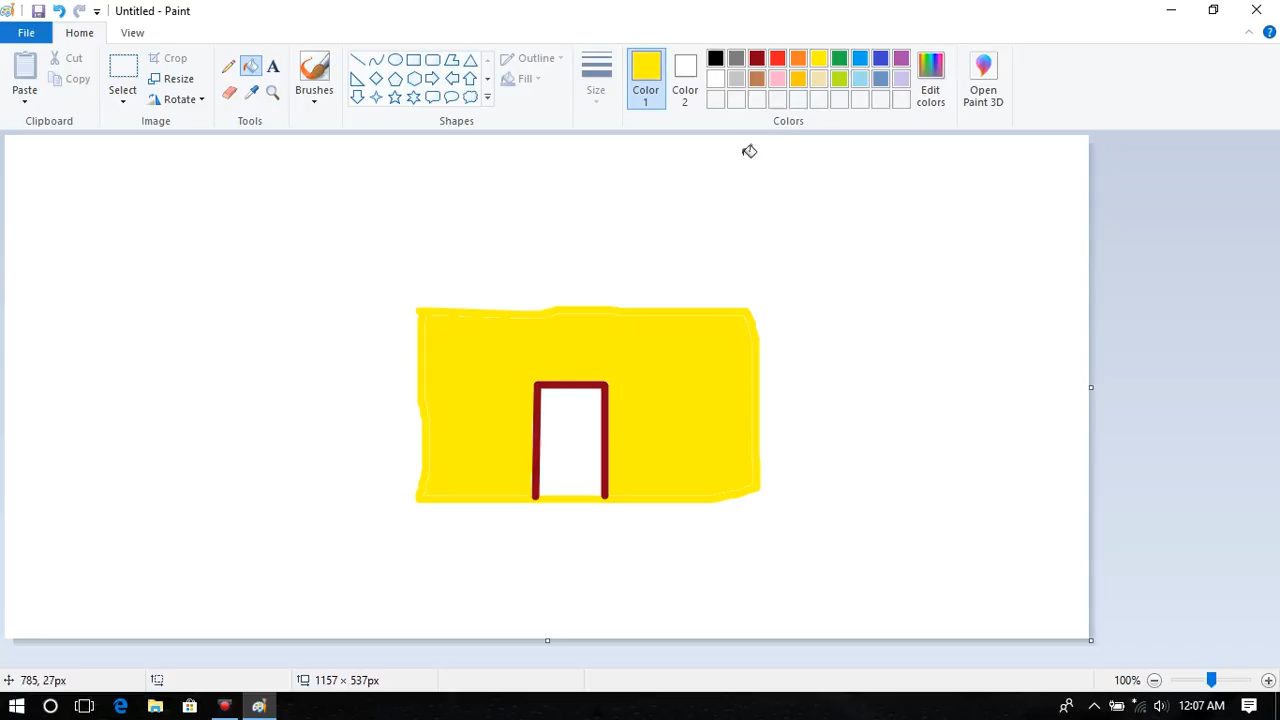 Untitled - Paint
File
Home
View
Paste
Cut
Copy
Clipboard
Select
Crop
Resize
Rotate
Image
A
Tools
Brushes
Shapes
Outline
Fill
Size
Color
1
Color
2
Colors
Edit
colors
Open
Paint 3D
785, 27px
1157 × 537px
100%
12:07 AM